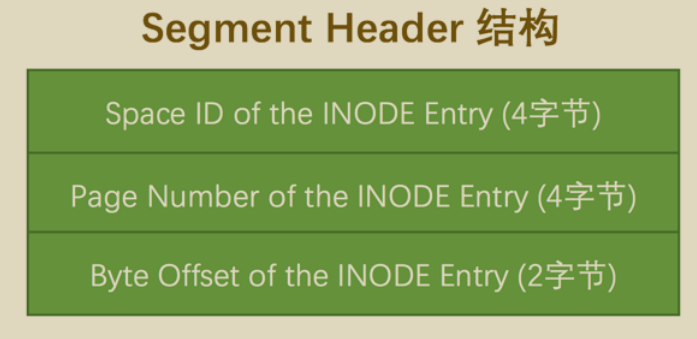 Segment Header 结构
Space ID of the INODE Entry (4字节)
Page Number of the INODE Entry (4字节)
Byte Offset of the INODE Entry (2字节)